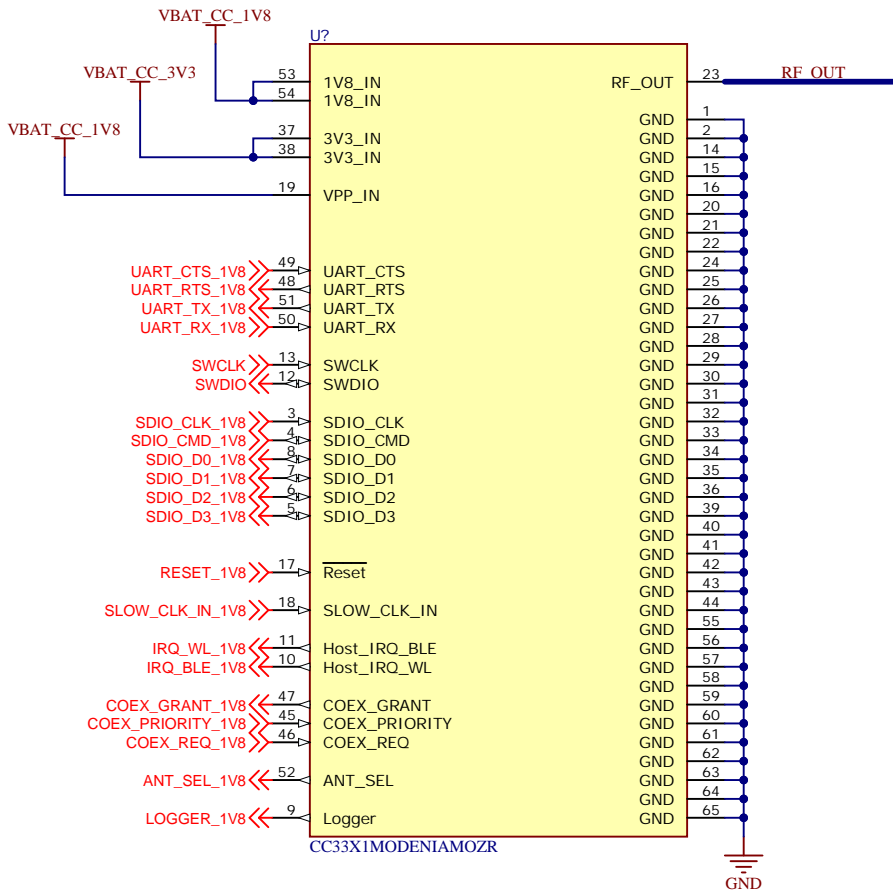 VBAT_CC_1V8
VBAT_CC_3V3
VBAT_CC_1V8
U?
53 1V8_IN
54 1V8_IN
37 3V3_IN
38 3V3_IN
19 VPP_IN
UART_CTS_1V8 49 UART_CTS
UART_RTS_1V8 48 UART_RTS
UART_TX_1V8 51 UART_TX
UART_RX_1V8 50 UART_RX
SWCLK 13 SWCLK
SWDIO 12 SWDIO
SDIO_CLK_1V8 3 SDIO_CLK
SDIO_CMD_1V8 4 SDIO_CMD
SDIO_D0_1V8 8 SDIO_D0
SDIO_D1_1V8 7 SDIO_D1
SDIO_D2_1V8 6 SDIO_D2
SDIO_D3_1V8 5 SDIO_D3
RESET_1V8 17 Reset
SLOW_CLK_IN_1V8 18 SLOW_CLK_IN
IRQ_WL_1V8 11 Host_IRQ_BLE
IRQ_BLE_1V8 10 Host_IRQ_WL
COEX_GRANT_1V8 47 COEX_GRANT
COEX_PRIORITY_1V8 45 COEX_PRIORITY
COEX_REQ_1V8 46 COEX_REQ
ANT_SEL_1V8 52 ANT_SEL
LOGGER_1V8 9 Logger
RF_OUT 23 RF_OUT
GND 1
GND 2
GND 14
GND 15
GND 16
GND 20
GND 21
GND 22
GND 24
GND 25
GND 26
GND 27
GND 28
GND 29
GND 30
GND 31
GND 32
GND 33
GND 34
GND 35
GND 36
GND 39
GND 40
GND 41
GND 42
GND 43
GND 44
GND 55
GND 56
GND 57
GND 58
GND 59
GND 60
GND 61
GND 62
GND 63
GND 64
GND 65
CC33X1MODENIAMOZR
GND